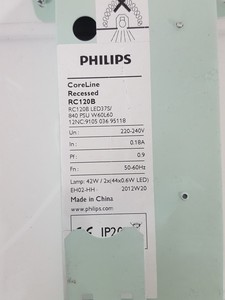 PHILIPS
CoreLine
Recessed
RC120B
RC120B LED37S/
840 PSU W60L60
12NC:9105 036 95118
Un : 220-240V
In : 0.18A
Pf : 0.9
Fn : 50-60Hz
Lamp: 42W / 2x(44x0.6W LED)
EH02-HH : 2012W20
Made in China
www.philips.com
CE IP20